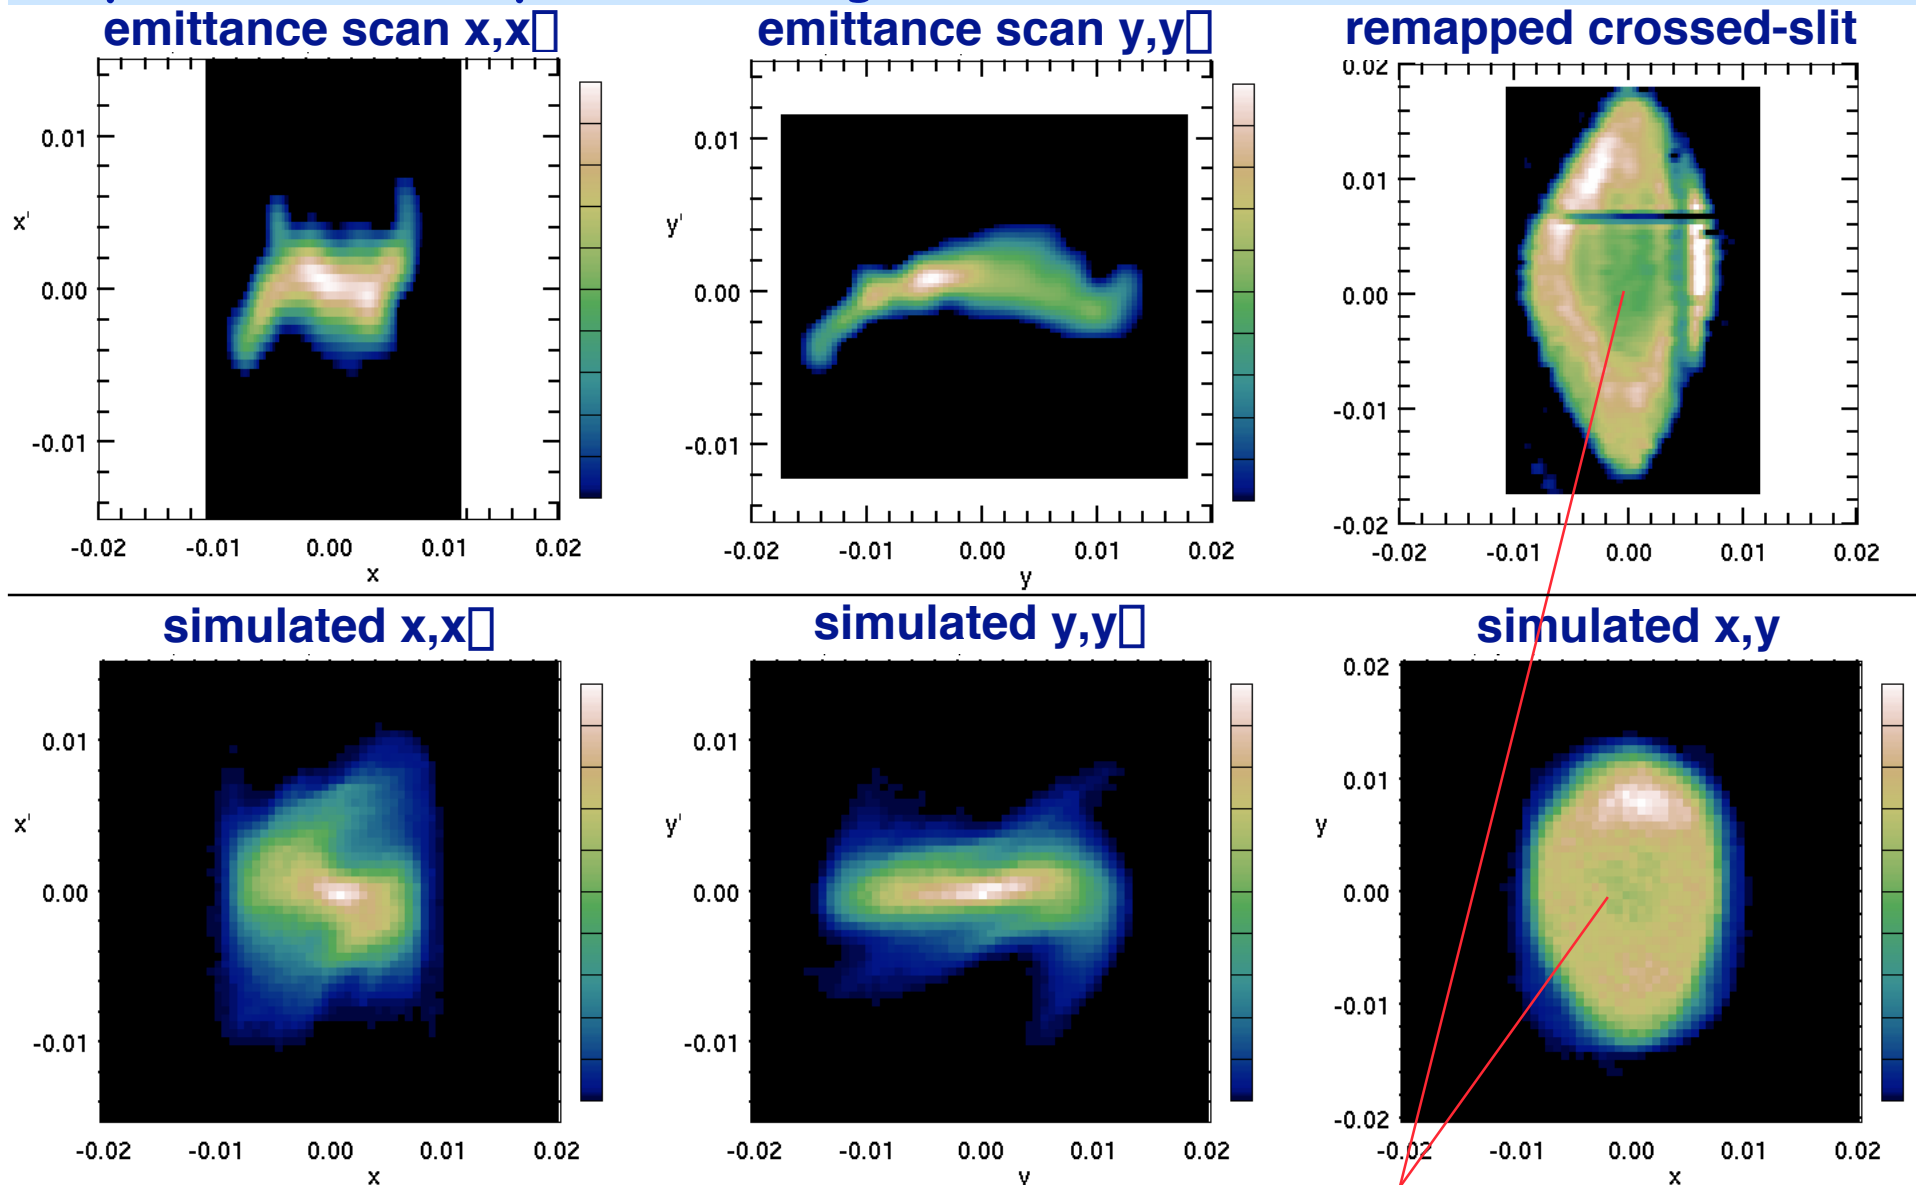 emittance scan x,x▯
emittance scan y,y▯
remapped crossed-slit
0.01
0.00
-0.01
x'
-0.02 -0.01 0.00 0.01 0.02
x
0.01
0.00
-0.01
y'
-0.02 -0.01 0.00 0.01 0.02
y
0.02
0.01
0.00
-0.01
-0.02
-0.02 -0.01 0.00 0.01 0.02
simulated x,x▯
simulated y,y▯
simulated x,y
0.01
x'
0.00
-0.01
-0.02 -0.01 0.00 0.01 0.02
x
0.01
y'
0.00
-0.01
-0.02 -0.01 0.00 0.01 0.02
y
0.02
0.01
y
0.00
-0.01
-0.02
-0.02 -0.01 0.00 0.01 0.02
x